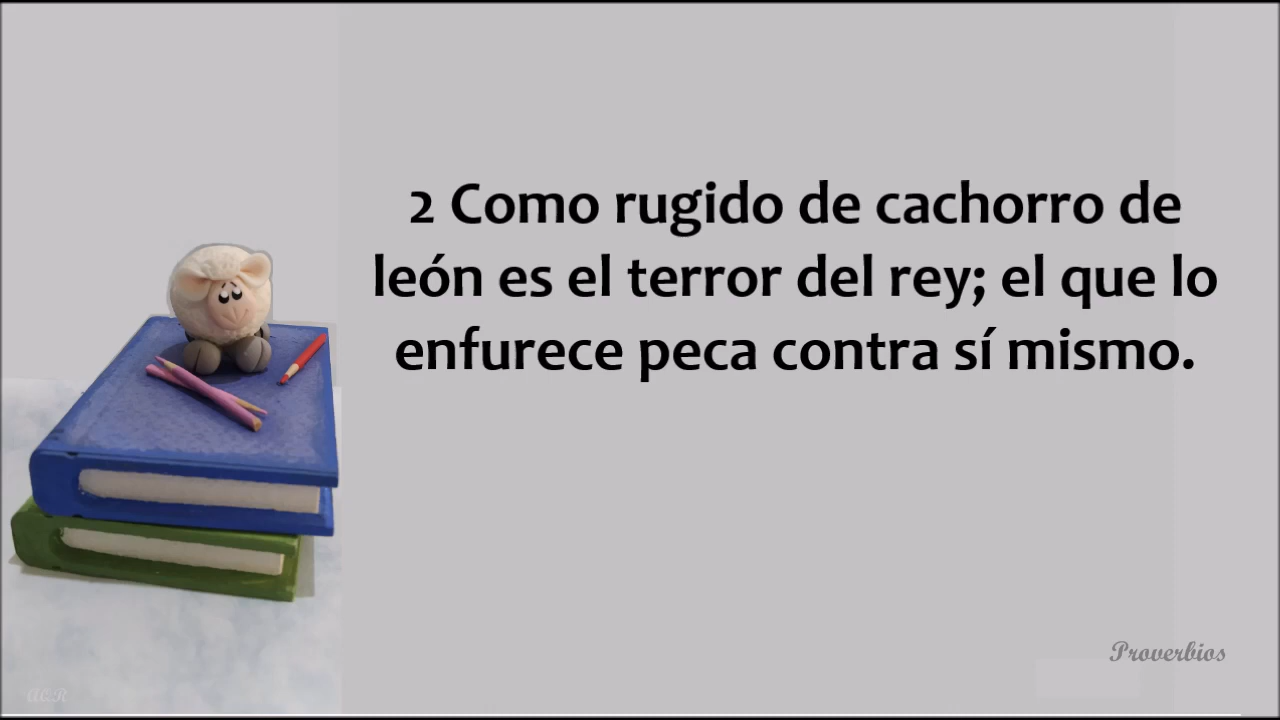 2 Como rugido de cachorro de
león es el terror del rey; el que lo
enfurece peca contra sí mismo.
Proverbios